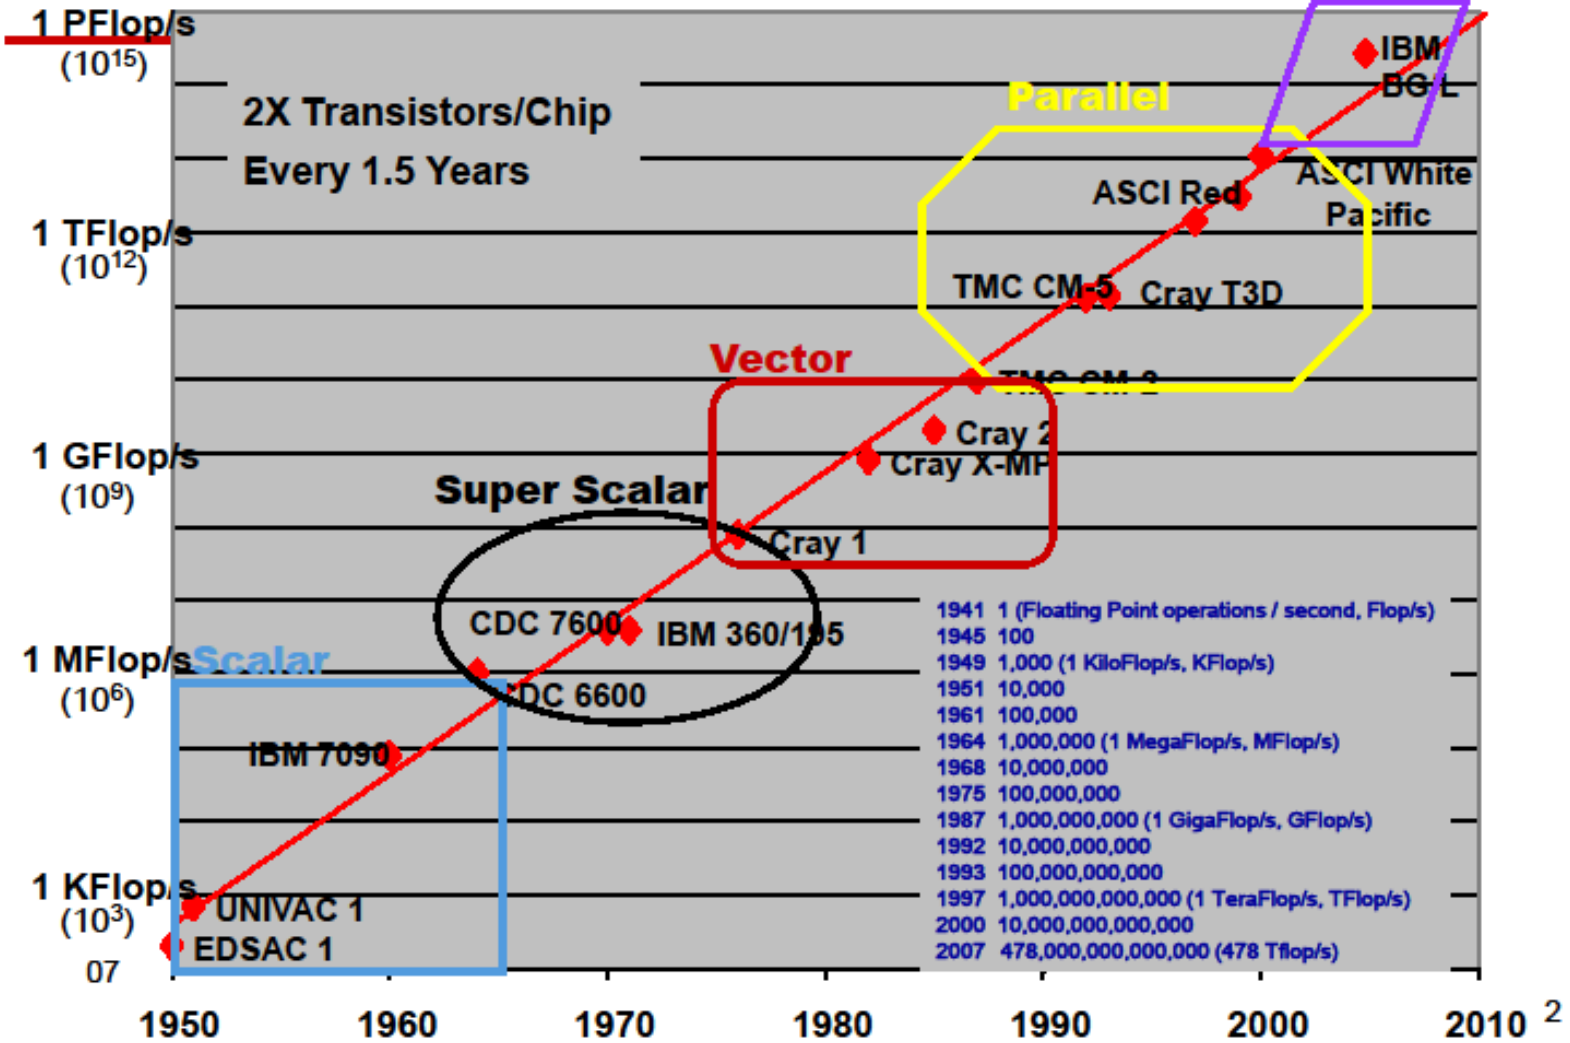 1 PFlop/s
(10¹⁵)
2X Transistors/Chip
Every 1.5 Years
Parallel
IBM
BG/L
ASCI White
Pacific
ASCI Red
1 TFlop/s
(10¹²)
TMC CM-5
Cray T3D
Vector
TMC CM-2
Cray 2
Cray X-MP
1 GFlop/s
(10⁹)
Super Scalar
Cray 1
CDC 7600
IBM 360/195
1 MFlop/s
(10⁶)
Scalar
CDC 6600
IBM 7090
1 KFlop/s
(10³)
UNIVAC 1
EDSAC 1
07
1941 1 (Floating Point operations / second, Flop/s)
1945 100
1949 1,000 (1 KiloFlop/s, KFlop/s)
1951 10,000
1961 100,000
1964 1,000,000 (1 MegaFlop/s, MFlop/s)
1968 10,000,000
1975 100,000,000
1987 1,000,000,000 (1 GigaFlop/s, GFlop/s)
1992 10,000,000,000
1993 100,000,000,000
1997 1,000,000,000,000 (1 TeraFlop/s, TFlop/s)
2000 10,000,000,000,000
2007 478,000,000,000,000 (478 Tflop/s)
1950 1960 1970 1980 1990 2000 2010
2